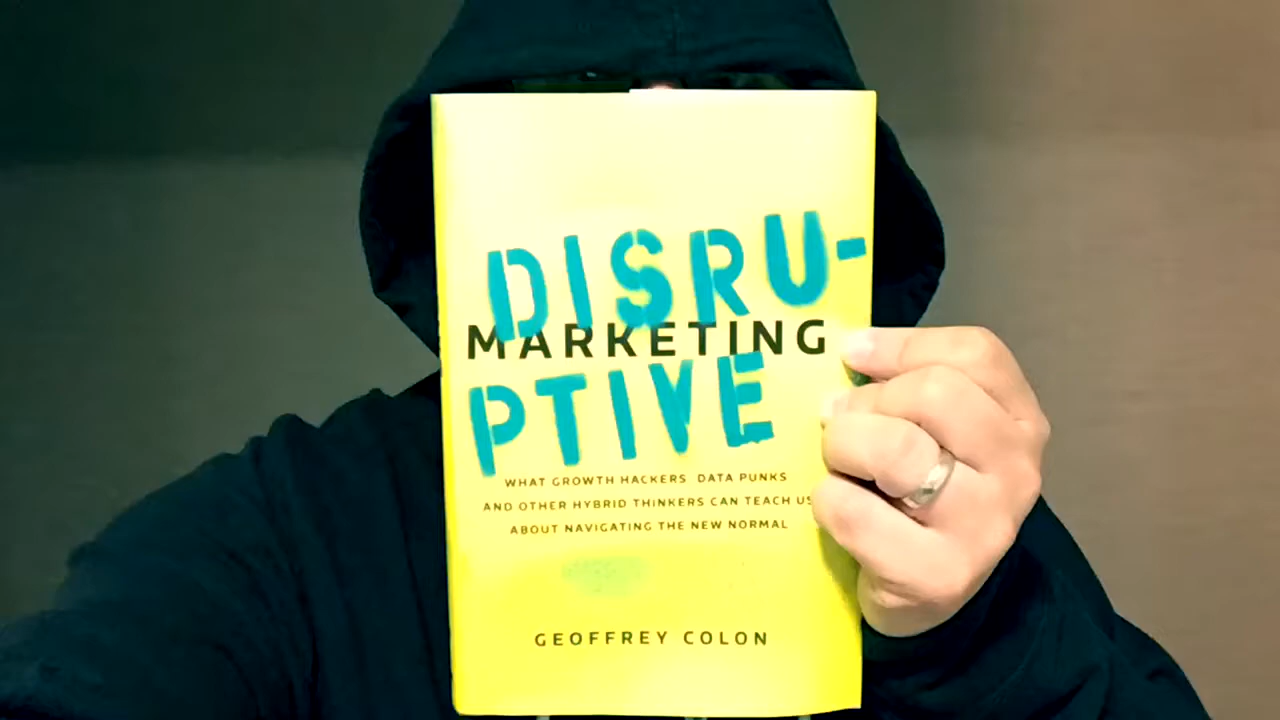 DISRU-
MARKETING
PTIVE
WHAT GROWTH HACKERS DATA PUNKS
AND OTHER HYBRID THINKERS CAN TEACH US
ABOUT NAVIGATING THE NEW NORMAL
GEOFFREY COLON